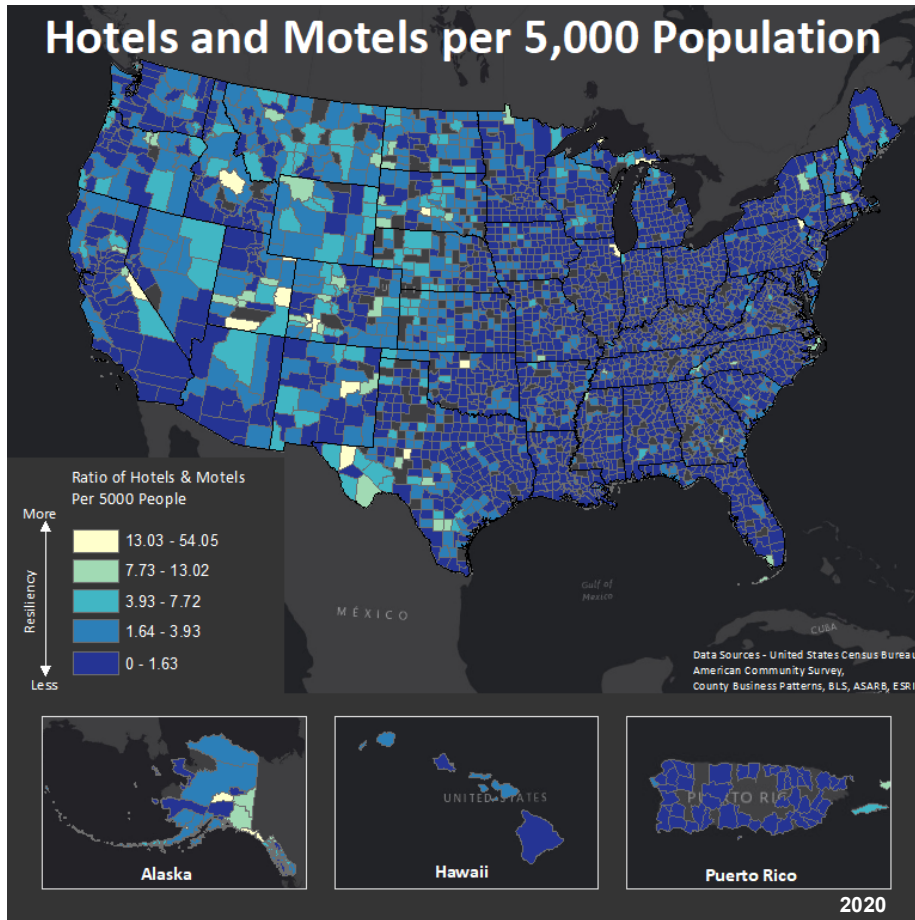 Hotels and Motels per 5,000 Population
Ratio of Hotels & Motels
Per 5000 People
More
Resiliency
Less
13.03 - 54.05
7.73 - 13.02
3.93 - 7.72
1.64 - 3.93
0 - 1.63
MÉXICO
Gulf of
Mexico
CUBA
Data Sources - United States Census Bureau
American Community Survey,
County Business Patterns, BLS, ASARB, ESRI
Alaska
UNITED STATES
Hawaii
PUERTO RICO
Puerto Rico
2020